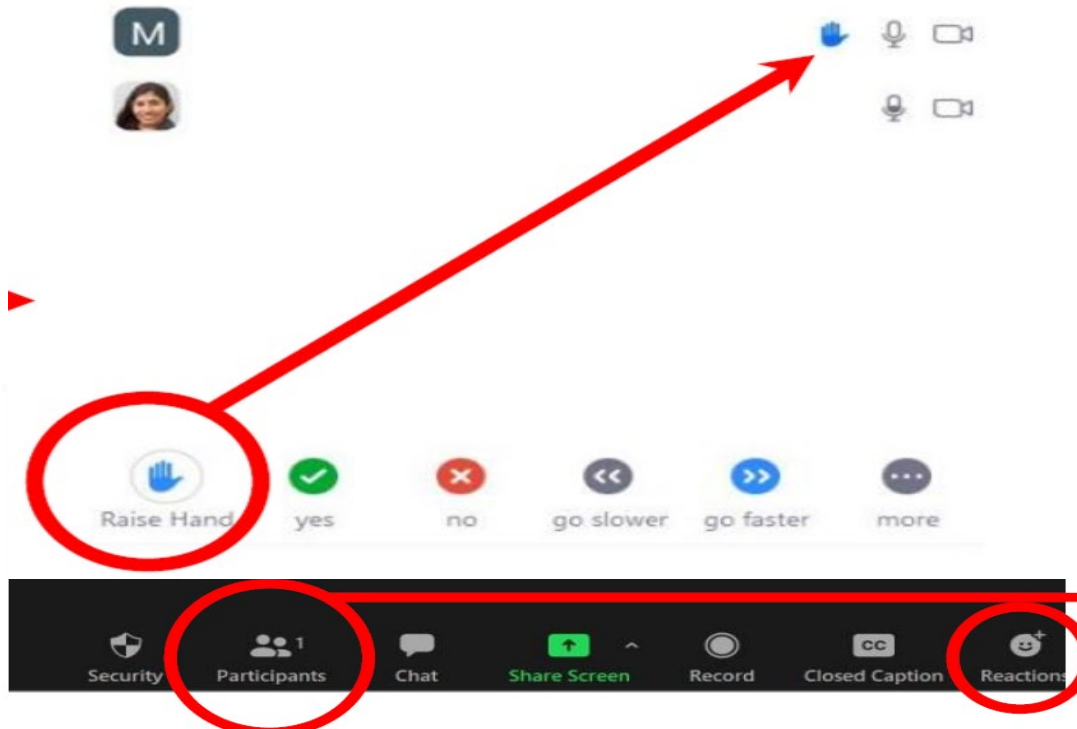 M
Raise Hand yes no go slower go faster more
1
CC
Security Participants Chat Share Screen Record Closed Caption Reactions